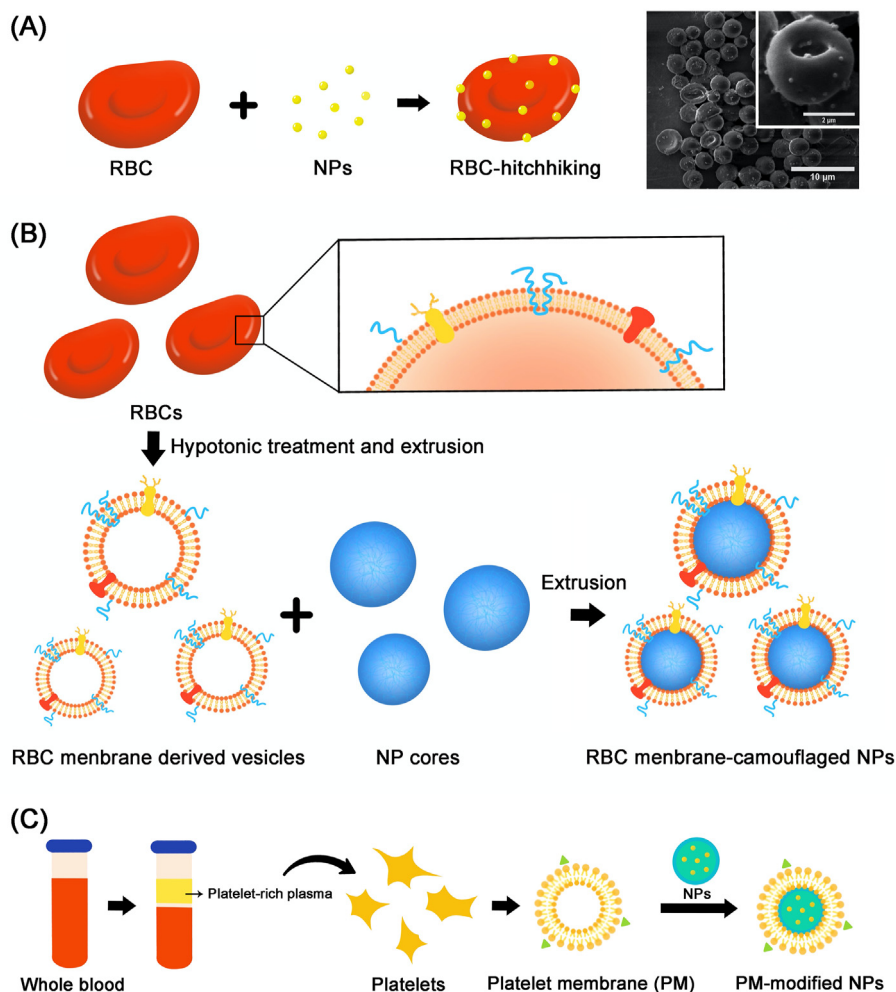 (A)
RBC
NPs
RBC-hitchhiking
2 µm
10 µm
(B)
RBCs
Hypotonic treatment and extrusion
Extrusion
RBC menbrane derived vesicles
NP cores
RBC menbrane-camouflaged NPs
(C)
Platelet-rich plasma
NPs
Whole blood
Platelets
Platelet membrane (PM)
PM-modified NPs